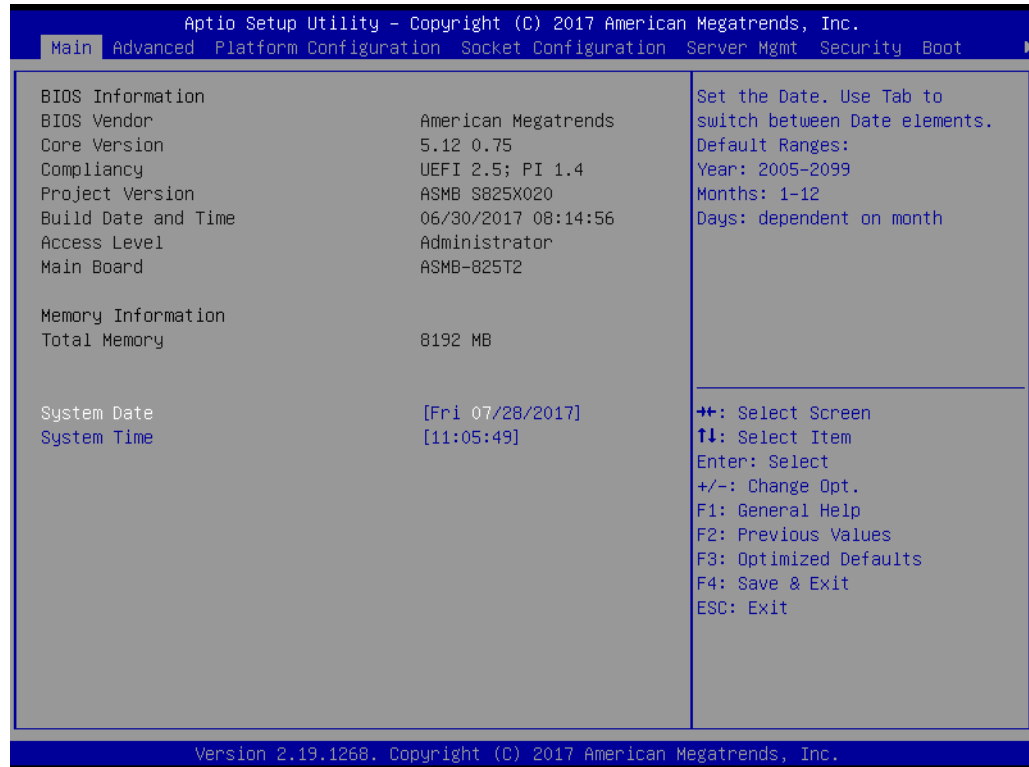 Aptio Setup Utility – Copyright (C) 2017 American Megatrends, Inc.
Main Advanced Platform Configuration Socket Configuration Server Mgmt Security Boot
BIOS Information
BIOS Vendor American Megatrends
Core Version 5.12 0.75
Compliancy UEFI 2.5; PI 1.4
Project Version ASMB S825X020
Build Date and Time 06/30/2017 08:14:56
Access Level Administrator
Main Board ASMB-825T2
Memory Information
Total Memory 8192 MB
System Date [Fri 07/28/2017]
System Time [11:05:49]
Set the Date. Use Tab to
switch between Date elements.
Default Ranges:
Year: 2005-2099
Months: 1-12
Days: dependent on month
→←: Select Screen
↑↓: Select Item
Enter: Select
+/-: Change Opt.
F1: General Help
F2: Previous Values
F3: Optimized Defaults
F4: Save & Exit
ESC: Exit
Version 2.19.1268. Copyright (C) 2017 American Megatrends, Inc.